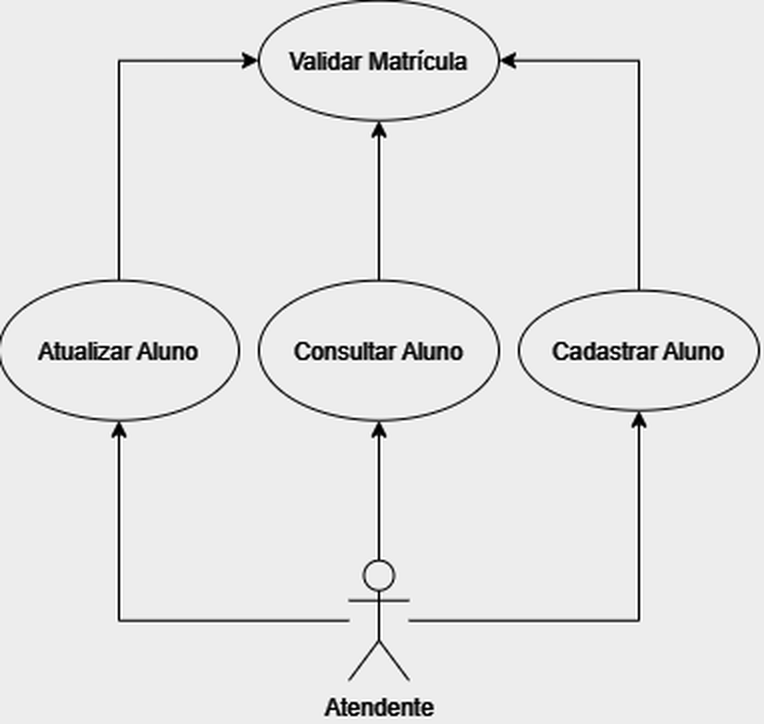 Validar Matrícula
Atualizar Aluno
Consultar Aluno
Cadastrar Aluno
Atendente